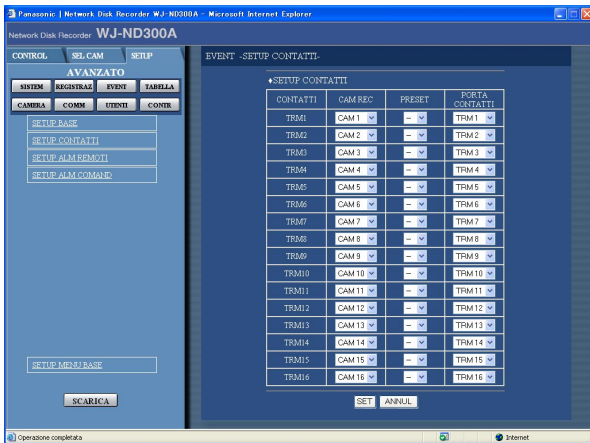 Panasonic | Network Disk Recorder WJ-ND300A - Microsoft Internet Explorer
Network Disk Recorder WJ-ND300A
CONTROL SEL CAM SETUP
AVANZATO
SISTEM REGISTRAZ EVENT TABELLA
CAMERA COMM UTENTI CONTR
SETUP BASE
SETUP CONTATTI
SETUP ALM REMOTI
SETUP ALM COMAND
SETUP MENU BASE
SCARICA
EVENT -SETUP CONTATTI-
♦SETUP CONTATTI
CONTATTI CAM REC PRESET PORTA CONTATTI
TRM1 CAM 1 -- TRM 1
TRM2 CAM 2 -- TRM 2
TRM3 CAM 3 -- TRM 3
TRM4 CAM 4 -- TRM 4
TRM5 CAM 5 -- TRM 5
TRM6 CAM 6 -- TRM 6
TRM7 CAM 7 -- TRM 7
TRM8 CAM 8 -- TRM 8
TRM9 CAM 9 -- TRM 9
TRM10 CAM 10 -- TRM 10
TRM11 CAM 11 -- TRM 11
TRM12 CAM 12 -- TRM 12
TRM13 CAM 13 -- TRM 13
TRM14 CAM 14 -- TRM 14
TRM15 CAM 15 -- TRM 15
TRM16 CAM 16 -- TRM 16
SET ANNUL
Operazione completata Internet